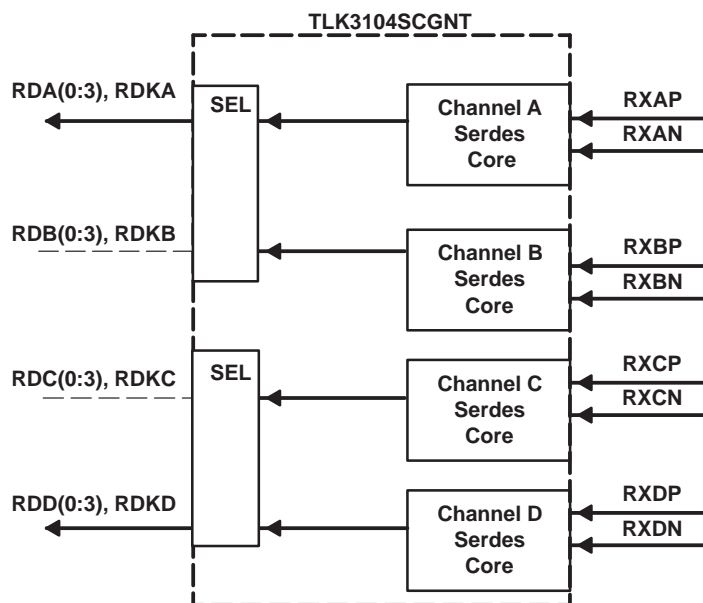 TLK3104SCGNT
RDA(0:3), RDKA
SEL
Channel A
Serdes
Core
RXAP
RXAN
RDB(0:3), RDKB
Channel B
Serdes
Core
RXBP
RXBN
RDC(0:3), RDKC
SEL
Channel C
Serdes
Core
RXCP
RXCN
RDD(0:3), RDKD
Channel D
Serdes
Core
RXDP
RXDN